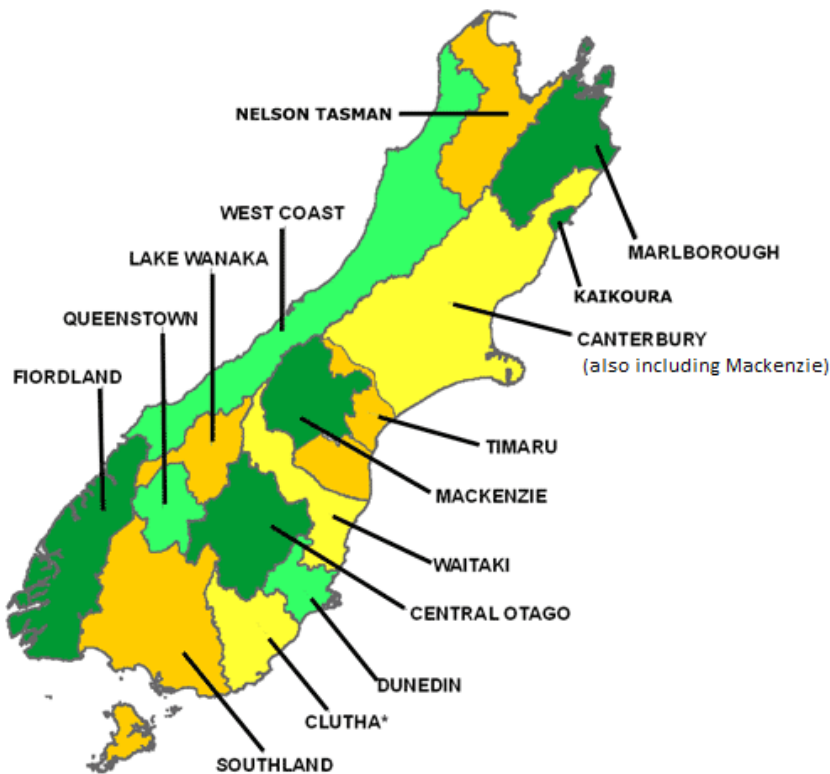 NELSON TASMAN
WEST COAST
MARLBOROUGH
LAKE WANAKA
KAIKOURA
QUEENSTOWN
CANTERBURY
(also including Mackenzie)
FIORDLAND
TIMARU
MACKENZIE
WAITAKI
CENTRAL OTAGO
DUNEDIN
CLUTHA*
SOUTHLAND